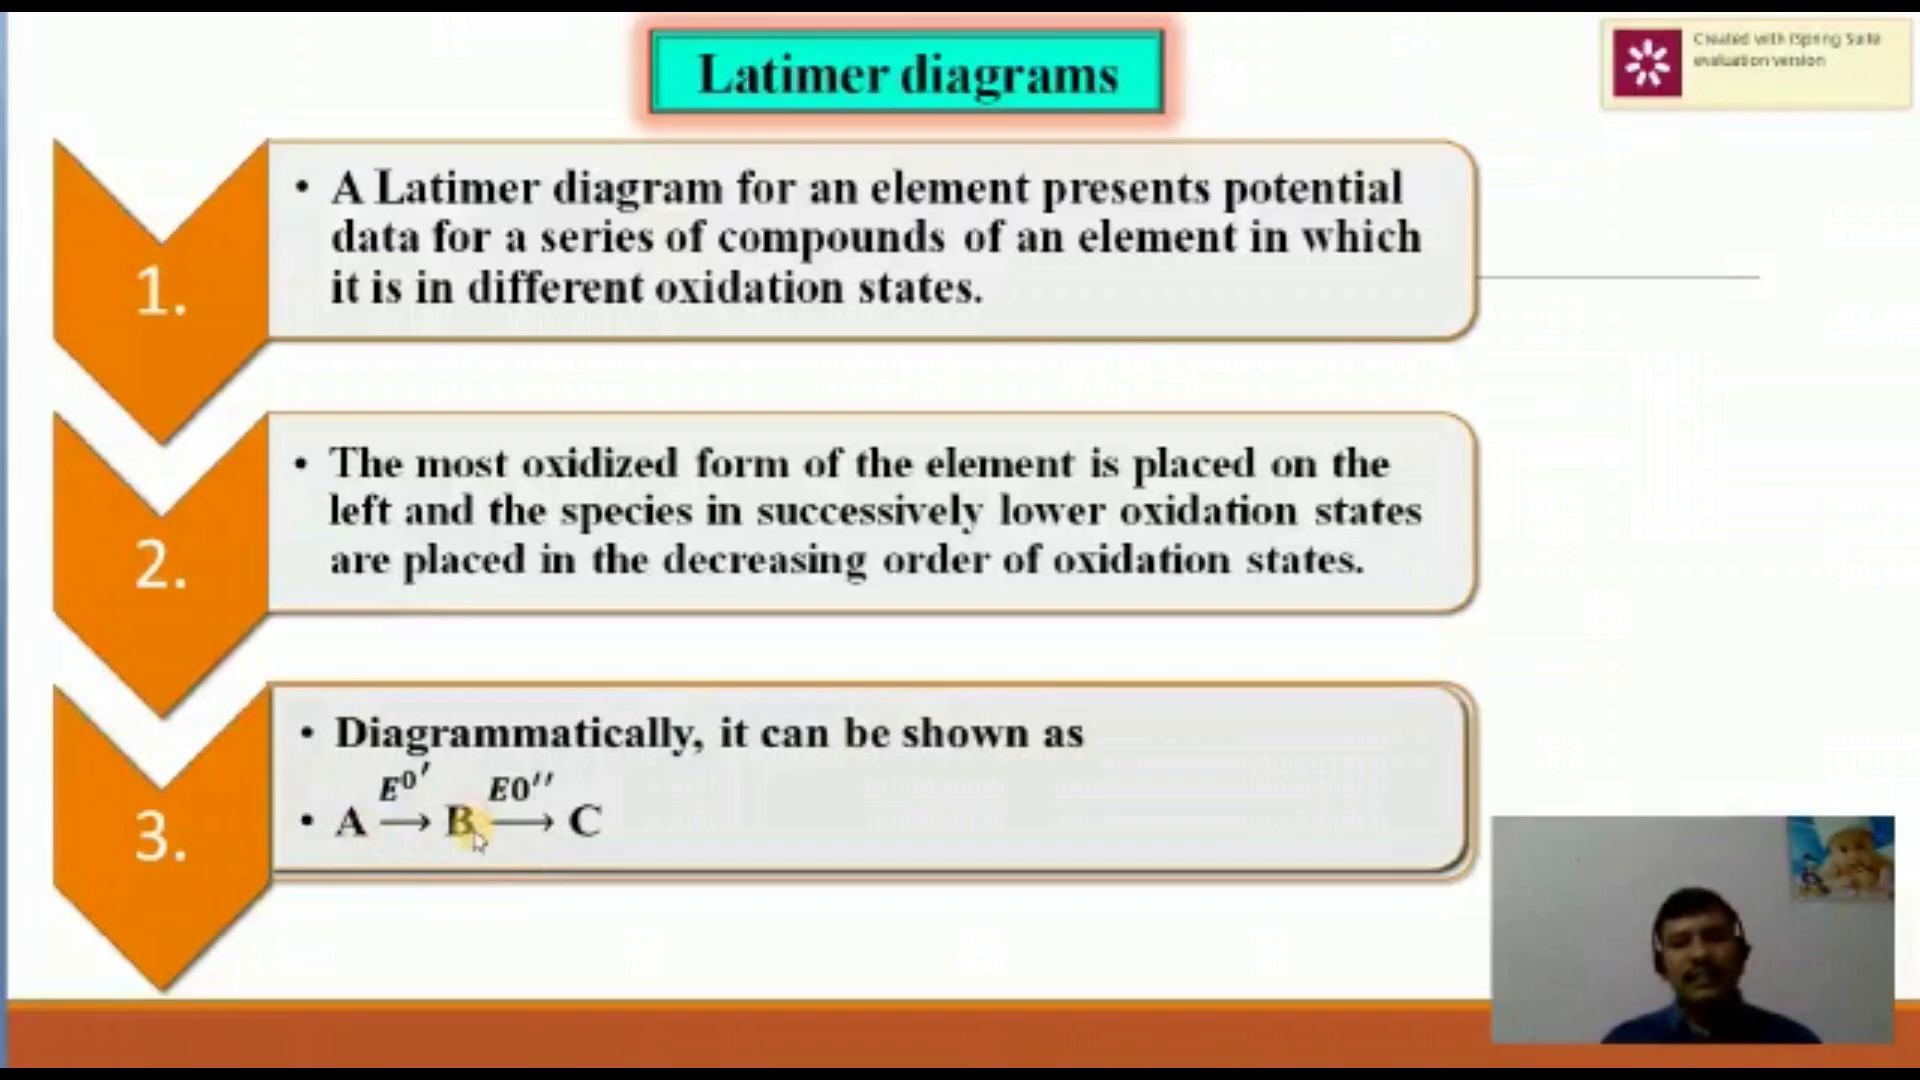 Latimer diagrams
Created with iSpring Suite
evaluation version
1.
• A Latimer diagram for an element presents potential
data for a series of compounds of an element in which
it is in different oxidation states.
2.
• The most oxidized form of the element is placed on the
left and the species in successively lower oxidation states
are placed in the decreasing order of oxidation states.
3.
• Diagrammatically, it can be shown as
E⁰′ E0′′
• A → B → C